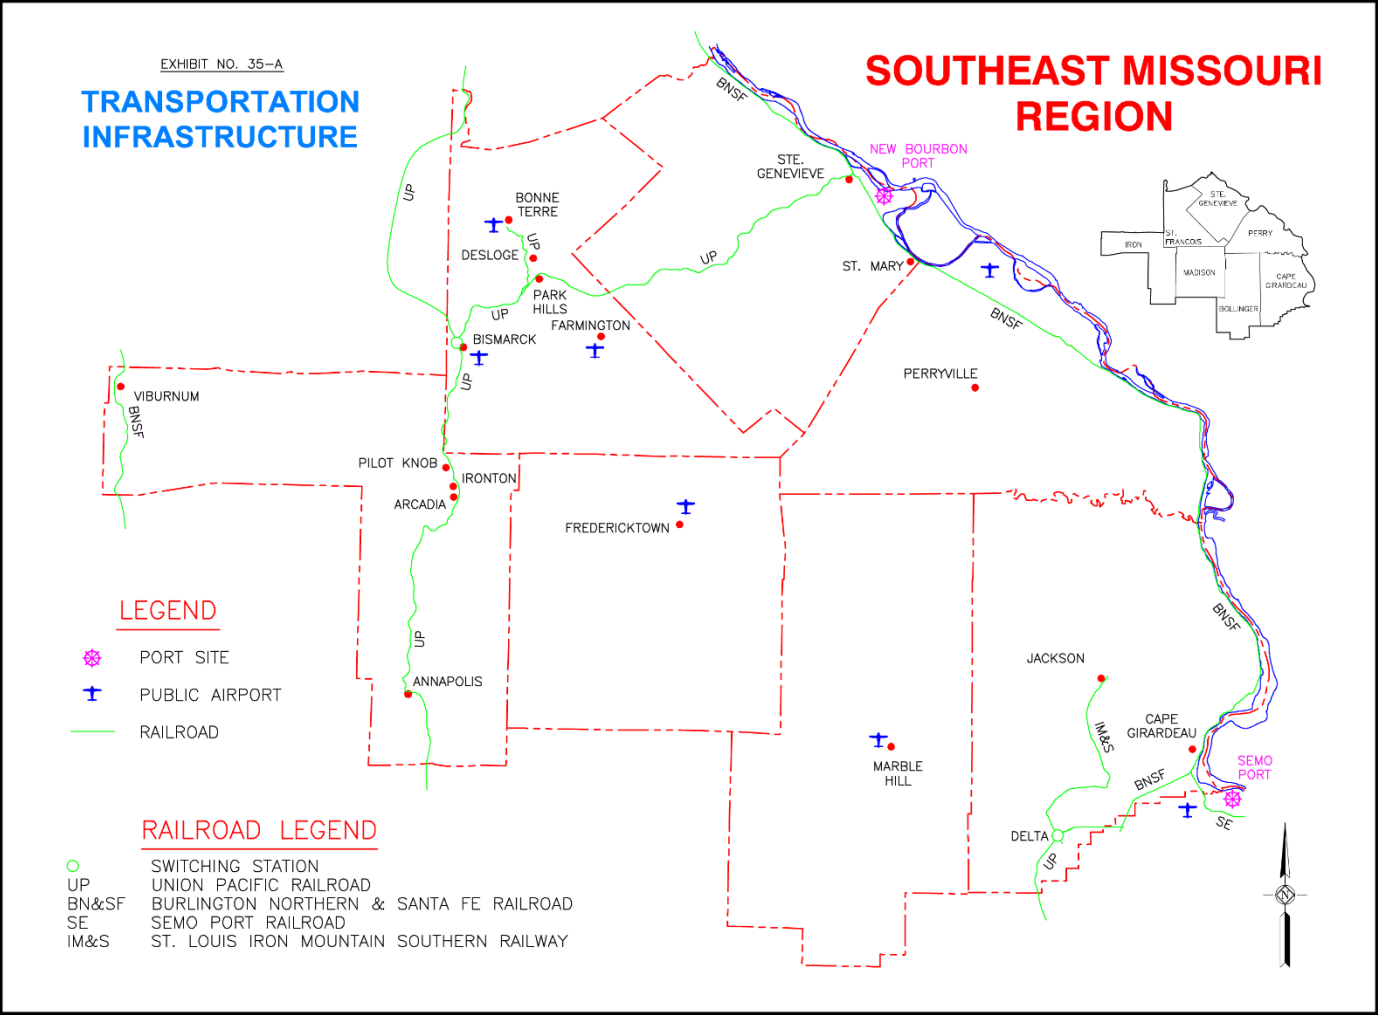 EXHIBIT NO. 35-A
TRANSPORTATION
INFRASTRUCTURE
SOUTHEAST MISSOURI
REGION
BNSF
NEW BOURBON
PORT
STE.
GENEVIEVE
UP
BONNE
TERRE
UP
DESLOGE
UP
ST. MARY
PARK
HILLS
UP
FARMINGTON
BNSF
BISMARCK
UP
PERRYVILLE
VIBURNUM
BNSF
PILOT KNOB
IRONTON
ARCADIA
FREDERICKTOWN
STE.
GENEVIEVE
ST.
FRANCOIS
PERRY
IRON
MADISON
CAPE
GIRARDEAU
BOLLINGER
BNSF
UP
ANNAPOLIS
JACKSON
IM&S
CAPE
GIRARDEAU
MARBLE
HILL
SEMO
PORT
BNSF
SE
DELTA
UP
N
LEGEND
PORT SITE
PUBLIC AIRPORT
RAILROAD
RAILROAD LEGEND
SWITCHING STATION
UP UNION PACIFIC RAILROAD
BN&SF BURLINGTON NORTHERN & SANTA FE RAILROAD
SE SEMO PORT RAILROAD
IM&S ST. LOUIS IRON MOUNTAIN SOUTHERN RAILWAY